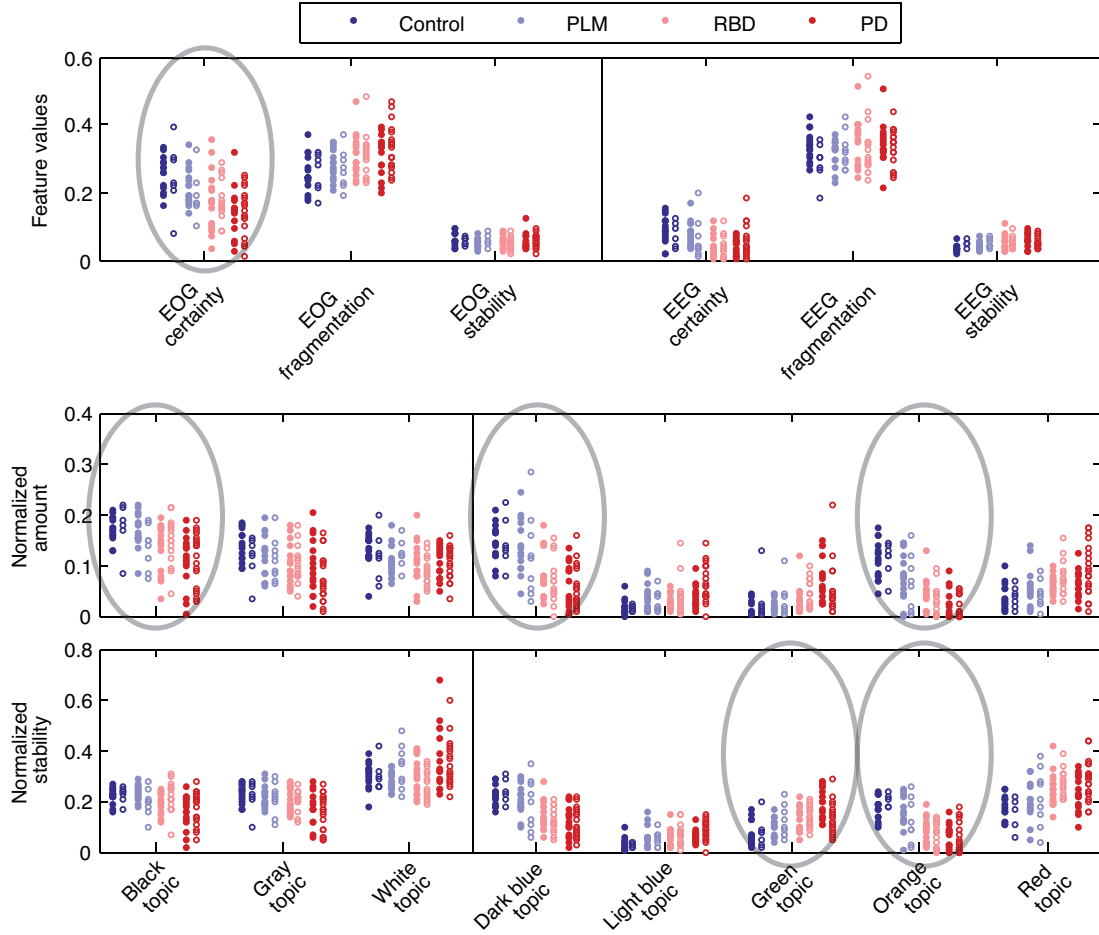 Control PLM RBD PD
Feature values
0.6
0.4
0.2
0
EOG certainty
EOG fragmentation
EOG stability
EEG certainty
EEG fragmentation
EEG stability
Normalized amount
0.4
0.3
0.2
0.1
0
Normalized stability
0.8
0.6
0.4
0.2
0
Black topic
Gray topic
White topic
Dark blue topic
Light blue topic
Green topic
Orange topic
Red topic